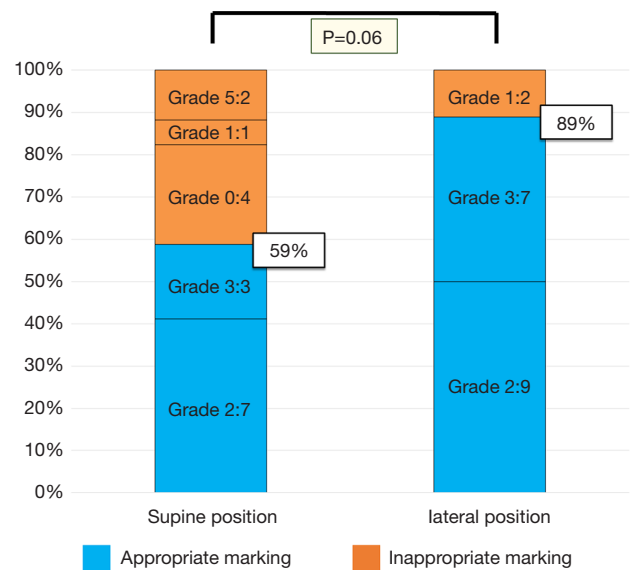 P=0.06
100%
90%
80%
70%
60%
50%
40%
30%
20%
10%
0%
Grade 5:2
Grade 1:1
Grade 0:4
59%
Grade 3:3
Grade 2:7
Grade 1:2
89%
Grade 3:7
Grade 2:9
Supine position
lateral position
Appropriate marking
Inappropriate marking